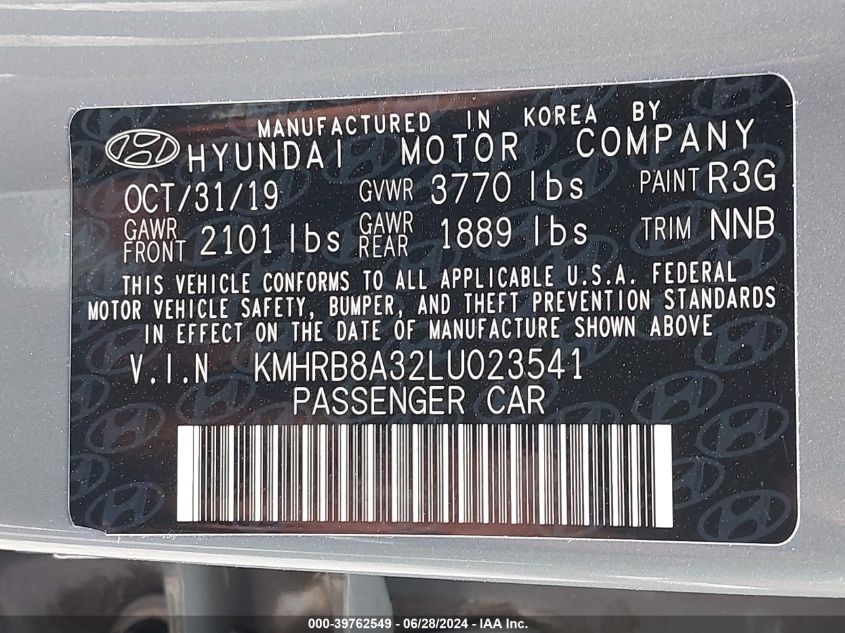 MANUFACTURED IN KOREA BY
HYUNDAI MOTOR COMPANY
OCT/31/19 GVWR 3770 lbs PAINT R3G
GAWR FRONT 2101 lbs GAWR REAR 1889 lbs TRIM NNB
THIS VEHICLE CONFORMS TO ALL APPLICABLE U.S.A. FEDERAL
MOTOR VEHICLE SAFETY, BUMPER, AND THEFT PREVENTION STANDARDS
IN EFFECT ON THE DATE OF MANUFACTURE SHOWN ABOVE
V.I.N KMHRB8A32LU023541
PASSENGER CAR
000-39762549 - 06/28/2024 - IAA Inc.